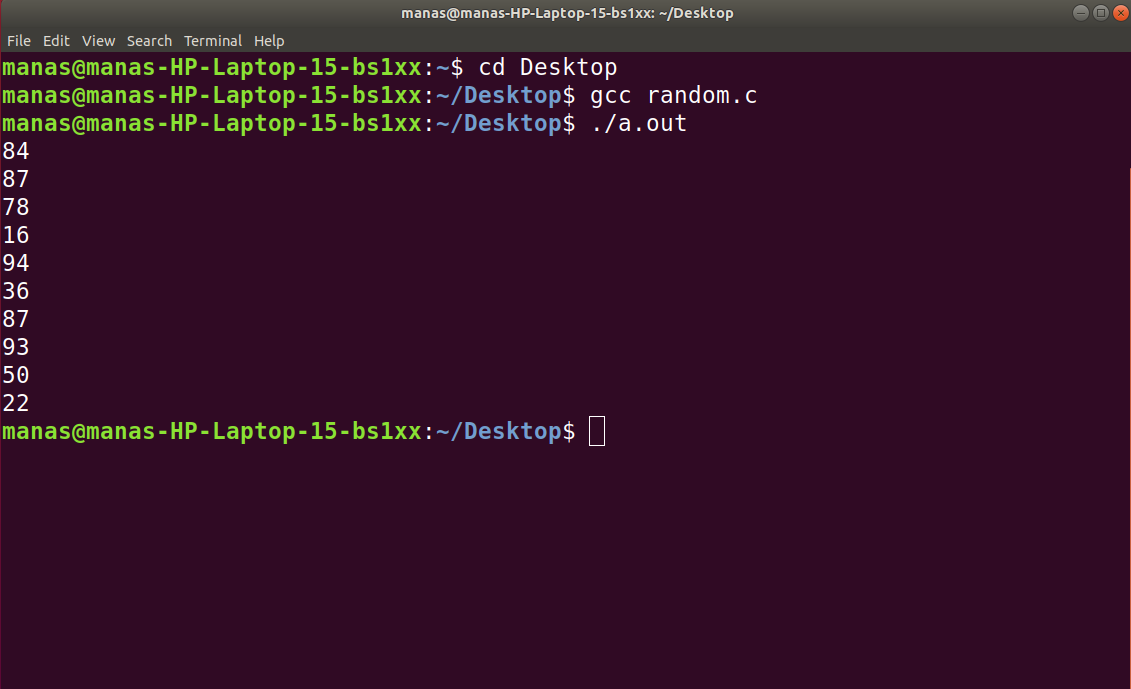 manas@manas-HP-Laptop-15-bs1xx: ~/Desktop
File Edit View Search Terminal Help
manas@manas-HP-Laptop-15-bs1xx:~$ cd Desktop
manas@manas-HP-Laptop-15-bs1xx:~/Desktop$ gcc random.c
manas@manas-HP-Laptop-15-bs1xx:~/Desktop$ ./a.out
84
87
78
16
94
36
87
93
50
22
manas@manas-HP-Laptop-15-bs1xx:~/Desktop$